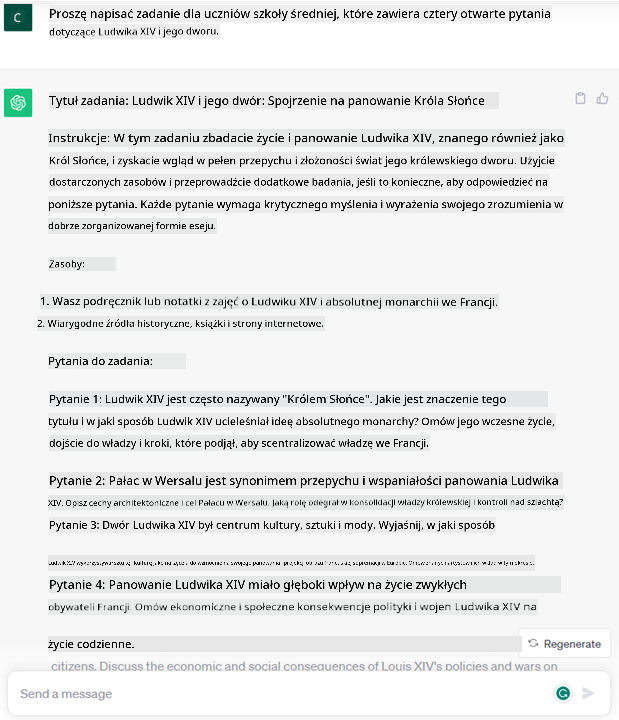 C
Proszę napisać zadanie dla uczniów szkoły średniej, które zawiera cztery otwarte pytania
dotyczące Ludwika XIV i jego dworu.
Tytuł zadania: Ludwik XIV i jego dwór: Spojrzenie na panowanie Króla Słońce
Instrukcje: W tym zadaniu zbadacie życie i panowanie Ludwika XIV, znanego również jako
Król Słońce, i zyskacie wgląd w pełen przepychu i złożoności świat jego królewskiego dworu. Użyjcie
dostarczonych zasobów i przeprowadźcie dodatkowe badania, jeśli to konieczne, aby odpowiedzieć na
poniższe pytania. Każde pytanie wymaga krytycznego myślenia i wyrażenia swojego zrozumienia w
dobrze zorganizowanej formie eseju.
Zasoby:
1. Wasz podręcznik lub notatki z zajęć o Ludwiku XIV i absolutnej monarchii we Francji.
2. Wiarygodne źródła historyczne, książki i strony internetowe.
Pytania do zadania:
Pytanie 1: Ludwik XIV jest często nazywany "Królem Słońce". Jakie jest znaczenie tego
tytułu i w jaki sposób Ludwik XIV ucieleśniał ideę absolutnego monarchy? Omów jego wczesne życie,
dojście do władzy i kroki, które podjął, aby scentralizować władzę we Francji.
Pytanie 2: Pałac w Wersalu jest synonimem przepychu i wspaniałości panowania Ludwika
XIV. Opisz cechy architektoniczne i cel Pałacu w Wersalu. Jaką rolę odegrał w konsolidacji władzy królewskiej i kontroli nad szlachtą?
Pytanie 3: Dwór Ludwika XIV był centrum kultury, sztuki i mody. Wyjaśnij, w jaki sposób
Ludwik XIV wykorzystywał sztukę i kulturę jako narzędzia do wzmocnienia swojego panowania i
Pytanie 4: Panowanie Ludwika XIV miało głęboki wpływ na życie zwykłych
obywateli Francji. Omów ekonomiczne i społeczne konsekwencje polityki i wojen Ludwika XIV na
życie codzienne.
Regenerate
citizens. Discuss the economic and social consequences of Louis XIV's policies and wars on
Send a message